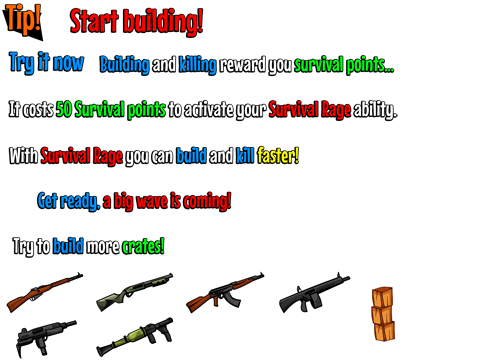 Tip! Start building!
Try it now Building and killing reward you survival points...
It costs 50 Survival points to activate your Survival Rage ability.
With Survival Rage you can build and kill faster!
Get ready, a big wave is coming!
Try to build more crates!